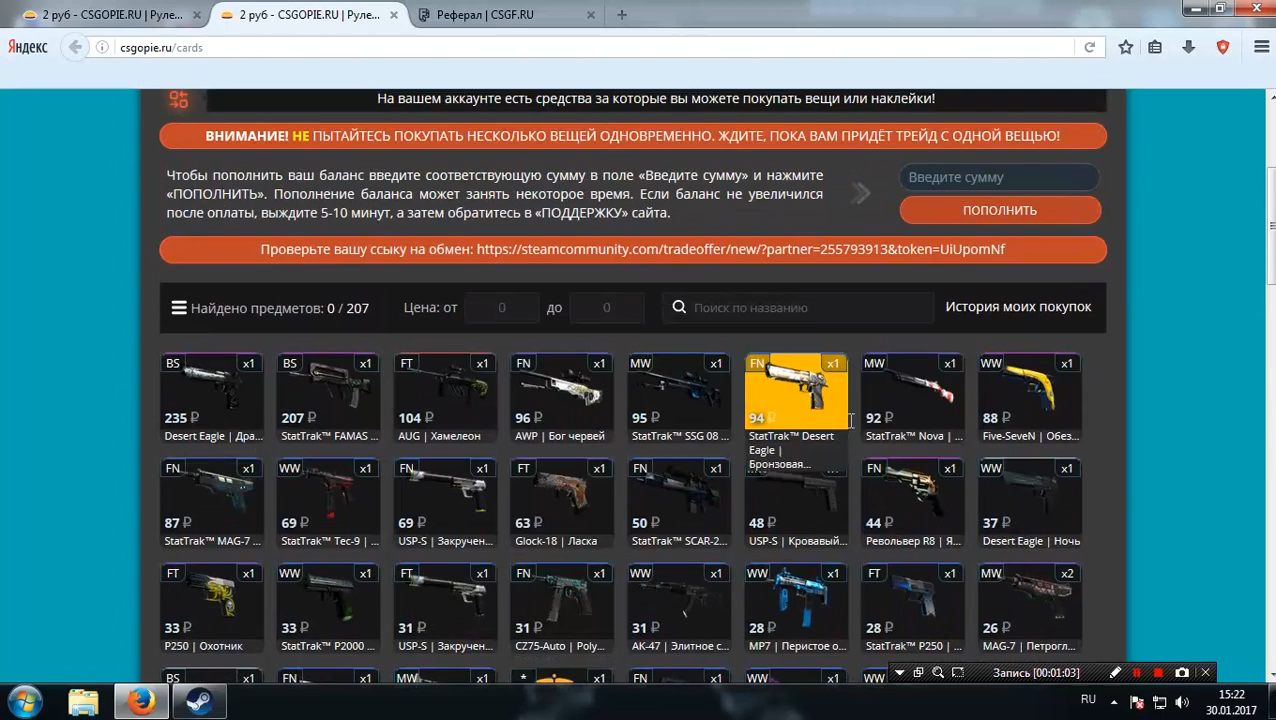 2 руб - CSGOPIE.RU | Руле...
2 руб - CSGOPIE.RU | Руле...
Реферал | CSGF.RU
Яндекс
csgopie.ru/cards
На вашем аккаунте есть средства за которые вы можете покупать вещи или наклейки!
ВНИМАНИЕ! НЕ ПЫТАЙТЕСЬ ПОКУПАТЬ НЕСКОЛЬКО ВЕЩЕЙ ОДНОВРЕМЕННО. ЖДИТЕ, ПОКА ВАМ ПРИДЁТ ТРЕЙД С ОДНОЙ ВЕЩЬЮ!
Чтобы пополнить ваш баланс введите соответствующую сумму в поле «Введите сумму» и нажмите
«ПОПОЛНИТЬ». Пополнение баланса может занять некоторое время. Если баланс не увеличился
после оплаты, выждите 5-10 минут, а затем обратитесь в «ПОДДЕРЖКУ» сайта.
Введите сумму
ПОПОЛНИТЬ
Проверьте вашу ссыку на обмен: https://steamcommunity.com/tradeoffer/new/?partner=255793913&token=UiUpomNf
Найдено предметов: 0 / 207 Цена: от 0 до 0 Поиск по названию История моих покупок
BS x1 BS x1 FT x1 FN x1 MW x1 FN x1 MW x1 WW x1
235 ₽ 207 ₽ 104 ₽ 96 ₽ 95 ₽ 94 ₽ 92 ₽ 88 ₽
Desert Eagle | Дра... StatTrak™ FAMAS ... AUG | Хамелеон AWP | Бог червей StatTrak™ SSG 08 ... StatTrak™ Desert StatTrak™ Nova | ... Five-SeveN | Обез...
Eagle |
Бронзовая...
FN x1 WW x1 FN x1 FT x1 FN x1 FN x1 WW x1
87 ₽ 69 ₽ 69 ₽ 63 ₽ 50 ₽ 48 ₽ 44 ₽ 37 ₽
StatTrak™ MAG-7 ... StatTrak™ Tec-9 | ... USP-S | Закручен... Glock-18 | Ласка StatTrak™ SCAR-2... USP-S | Кровавый... Револьвер R8 | Я... Desert Eagle | Ночь
FT x1 WW x1 FT x1 FN x1 WW x1 WW x1 FT x1 MW x2
33 ₽ 33 ₽ 31 ₽ 31 ₽ 31 ₽ 28 ₽ 28 ₽ 26 ₽
P250 | Охотник StatTrak™ P2000 ... USP-S | Закручен... CZ75-Auto | Poly... AK-47 | Элитное с... MP7 | Перистое о... StatTrak™ P250 | ... MAG-7 | Петрогл...
Запись [00:01:03]
RU
15:22
30.01.2017